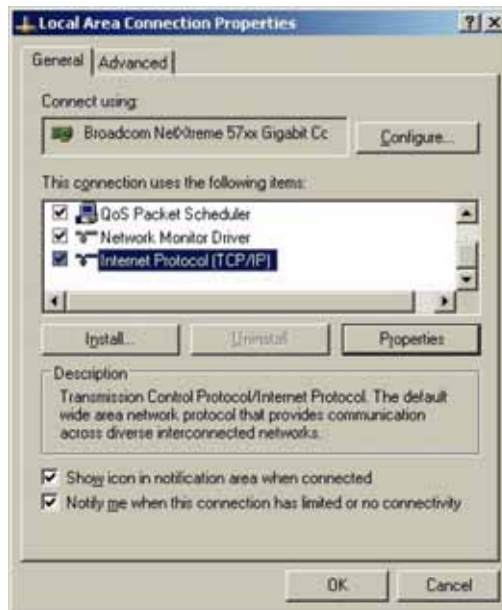 Local Area Connection Properties
General
Advanced
Connect using:
Broadcom NetXtreme 57xx Gigabit Cc
Configure...
This connection uses the following items:
QoS Packet Scheduler
Network Monitor Driver
Internet Protocol (TCP/IP)
Install...
Uninstall
Properties
Description
Transmission Control Protocol/Internet Protocol. The default
wide area network protocol that provides communication
across diverse interconnected networks.
Show icon in notification area when connected
Notify me when this connection has limited or no connectivity
OK
Cancel